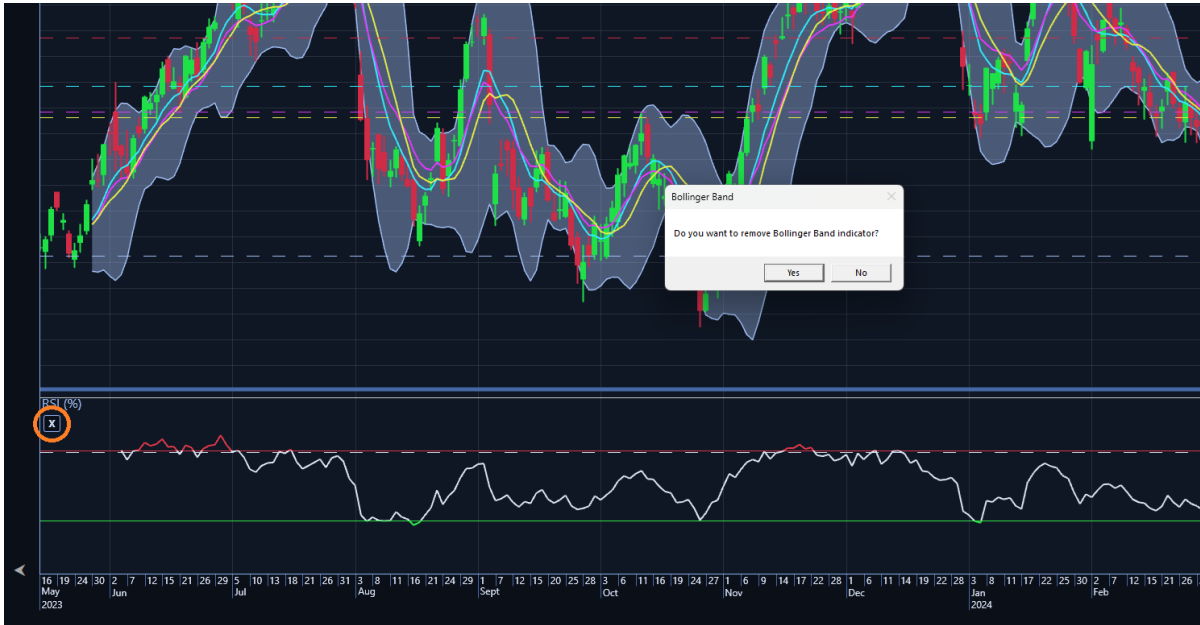 Bollinger Band
Do you want to remove Bollinger Band indicator?
Yes No
RSI (%)
X
16 19 24 30 2 7 12 15 21 26 29 5 10 13 18 21 26 31 3 8 11 16 21 24 29 1 7 12 15 20 25 28 3 6 11 16 19 24 27 1 6 9 14 17 22 28 1 6 11 14 19 22 28 3 8 11 17 22 25 30 2 7 12 15 21 26
May Jun Jul Aug Sept Oct Nov Dec Jan Feb
2023 2024